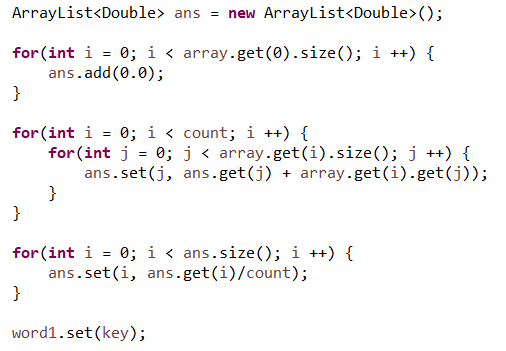 ArrayList<Double> ans = new ArrayList<Double>();

for(int i = 0; i < array.get(0).size(); i ++) {
    ans.add(0.0);
}

for(int i = 0; i < count; i ++) {
    for(int j = 0; j < array.get(i).size(); j ++) {
        ans.set(j, ans.get(j) + array.get(i).get(j));
    }
}

for(int i = 0; i < ans.size(); i ++) {
    ans.set(i, ans.get(i)/count);
}

word1.set(key);